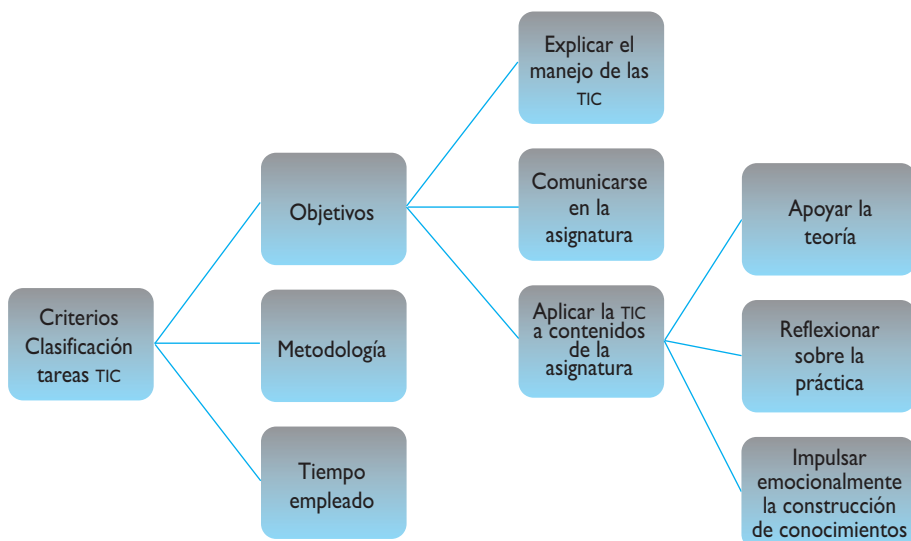 Criterios
Clasificación
tareas TIC
Objetivos
Metodología
Tiempo
empleado
Explicar el
manejo de las
TIC
Comunicarse
en la
asignatura
Aplicar la TIC
a contenidos
de la
asignatura
Apoyar la
teoría
Reflexionar
sobre la
práctica
Impulsar
emocionalmente
la construcción
de conocimientos